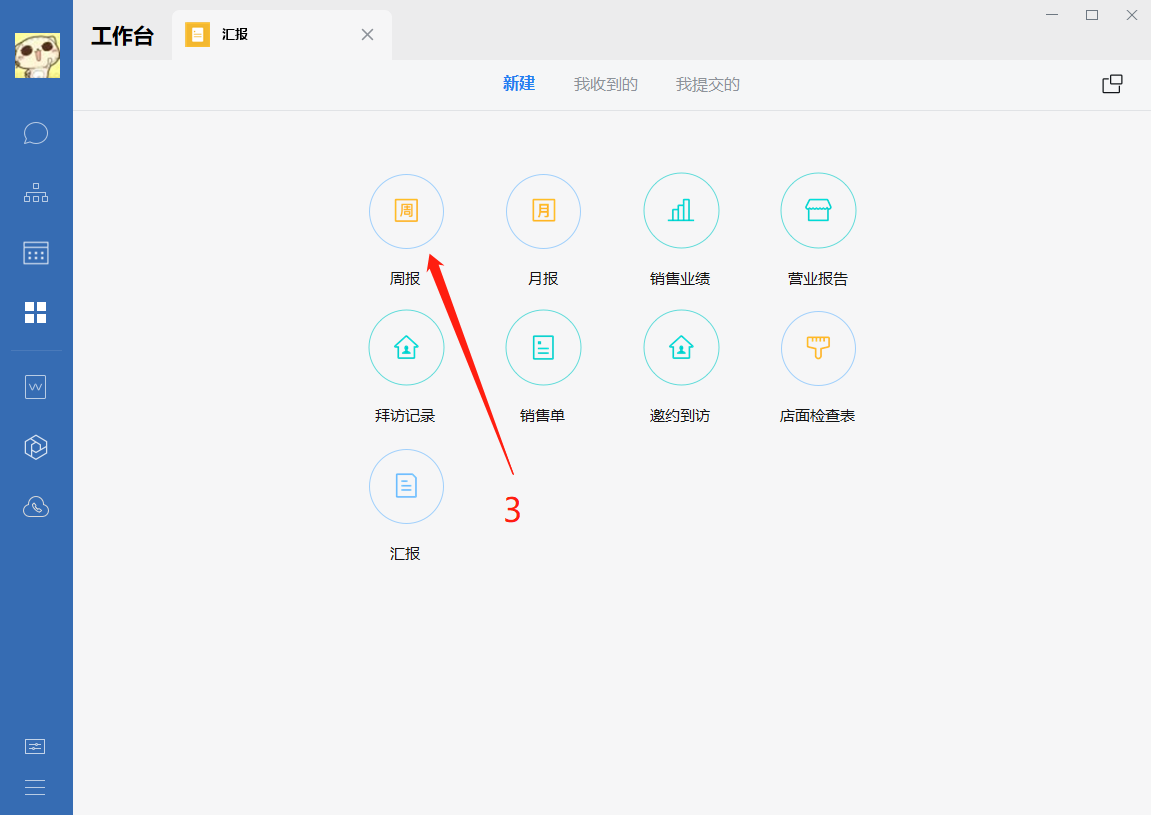 工作台
汇报
新建 我收到的 我提交的
周 月
周报 月报 销售业绩 营业报告
拜访记录 销售单 邀约到访 店面检查表
3
汇报